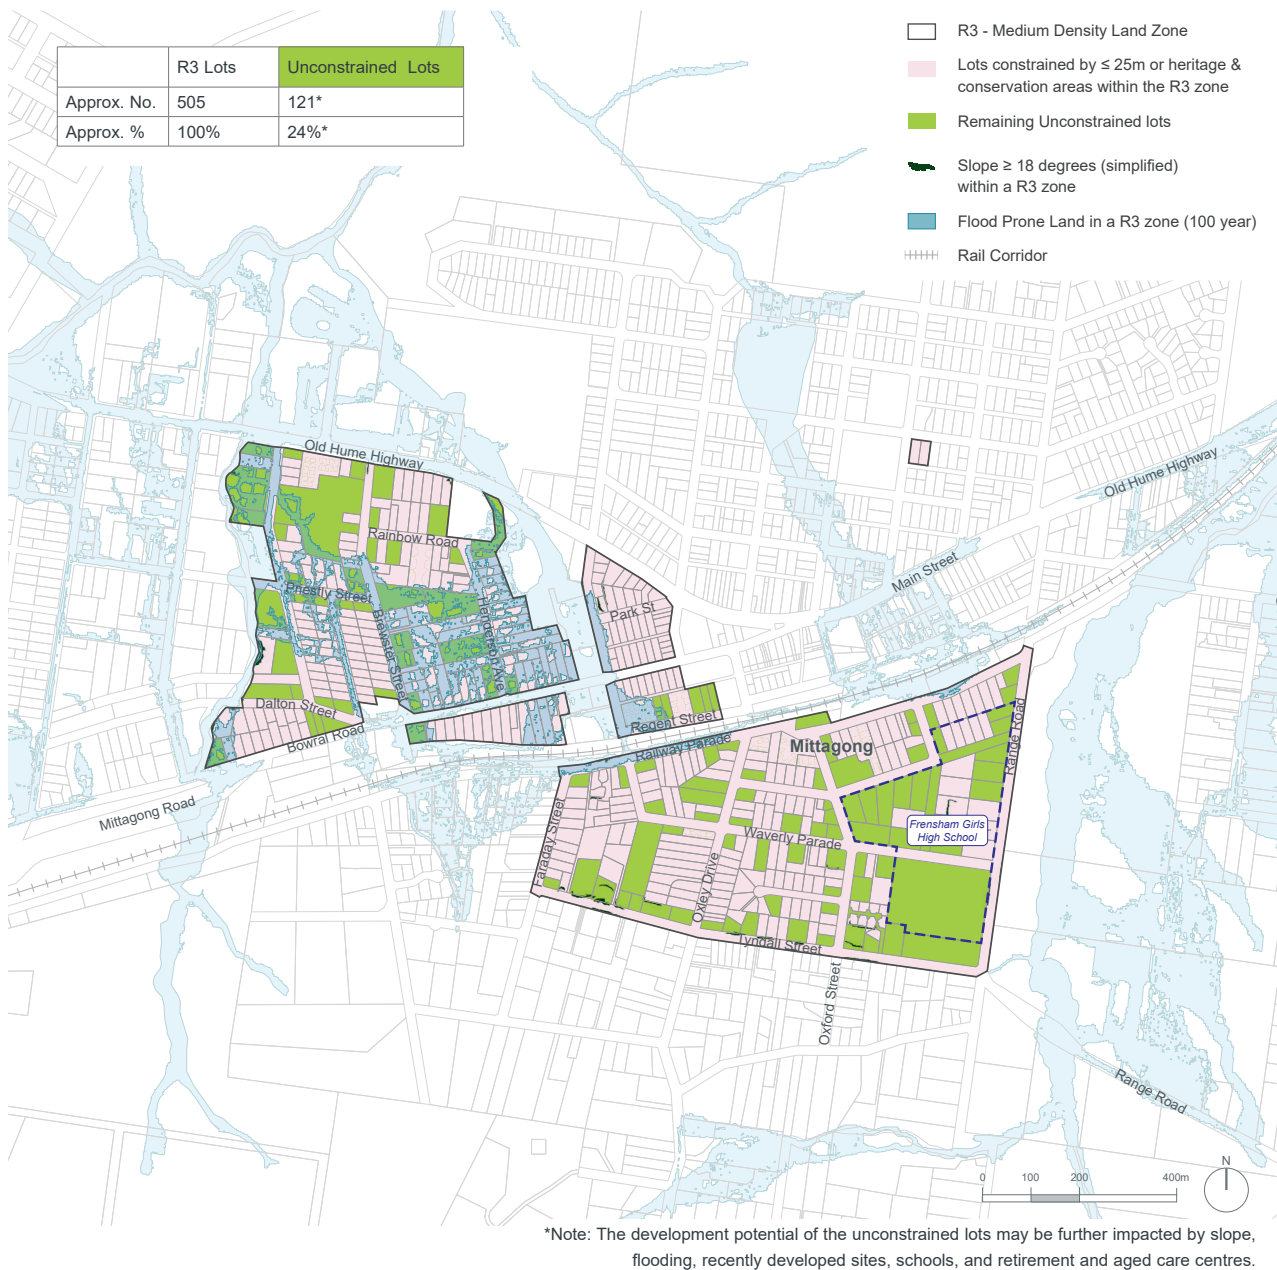 R3 Lots
Unconstrained Lots
Approx. No.
505
121*
Approx. %
100%
24%*
R3 - Medium Density Land Zone
Lots constrained by ≤ 25m or heritage &
conservation areas within the R3 zone
Remaining Unconstrained lots
Slope ≥ 18 degrees (simplified)
within a R3 zone
Flood Prone Land in a R3 zone (100 year)
Rail Corridor
Old Hume Highway
Old Hume Highway
Rainbow Road
Main Street
Priestly Street
Brewster Street
Henderson Ave
Park St
Dalton Street
Bowral Road
Regent Street
Railway Parade
Mittagong
Range Road
Mittagong Road
Faraday Street
Waverly Parade
Frensham Girls
High School
Oxley Drive
Lyndall Street
Oxford Street
Range Road
N
0
100
200
400m
*Note: The development potential of the unconstrained lots may be further impacted by slope,
flooding, recently developed sites, schools, and retirement and aged care centres.